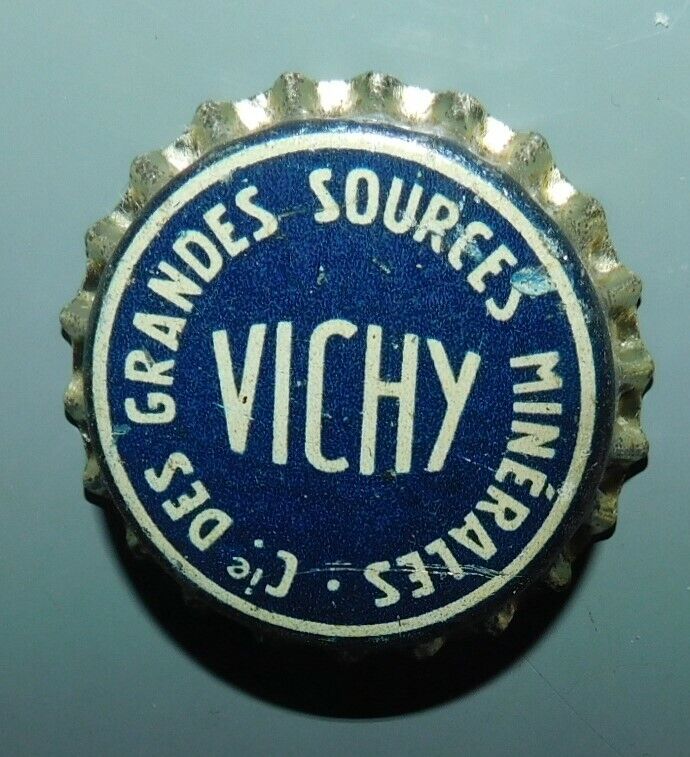 Cie. DES GRANDES SOURCES MINÉRALES •
VICHY